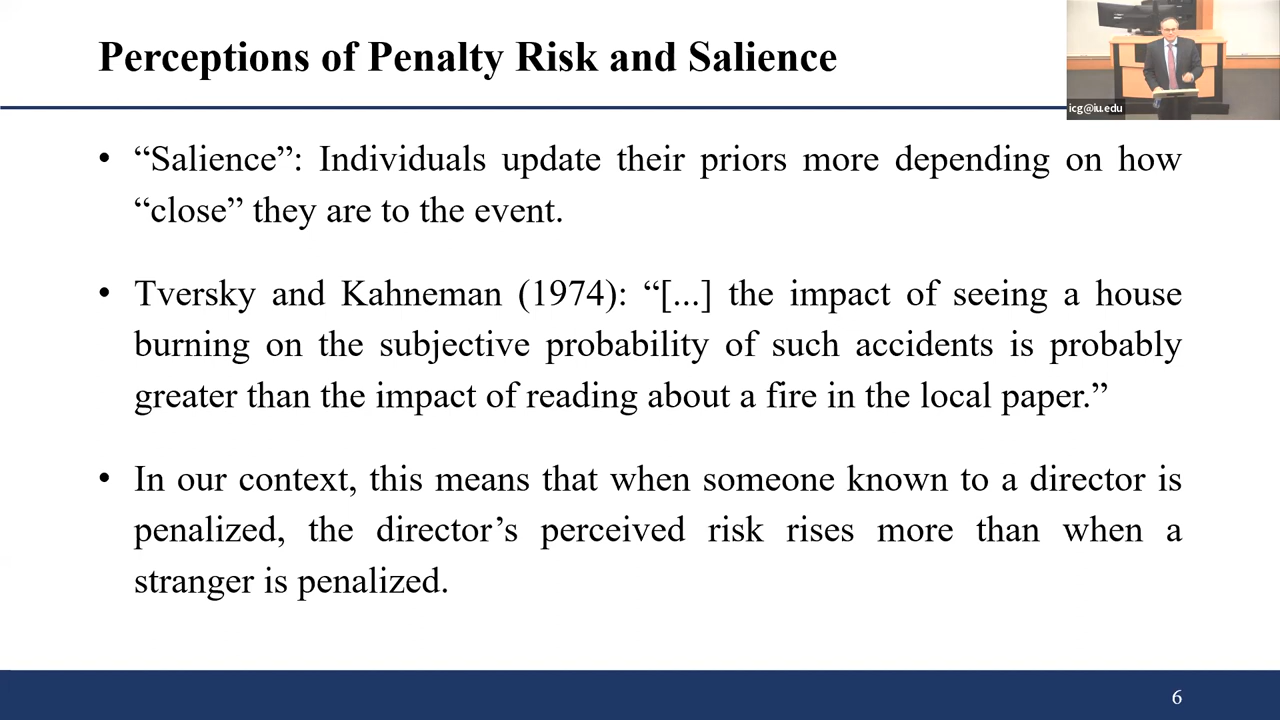 Perceptions of Penalty Risk and Salience
icg@iu.edu
• “Salience”: Individuals update their priors more depending on how
“close” they are to the event.
• Tversky and Kahneman (1974): “[...] the impact of seeing a house
burning on the subjective probability of such accidents is probably
greater than the impact of reading about a fire in the local paper.”
• In our context, this means that when someone known to a director is
penalized, the director’s perceived risk rises more than when a
stranger is penalized.
6